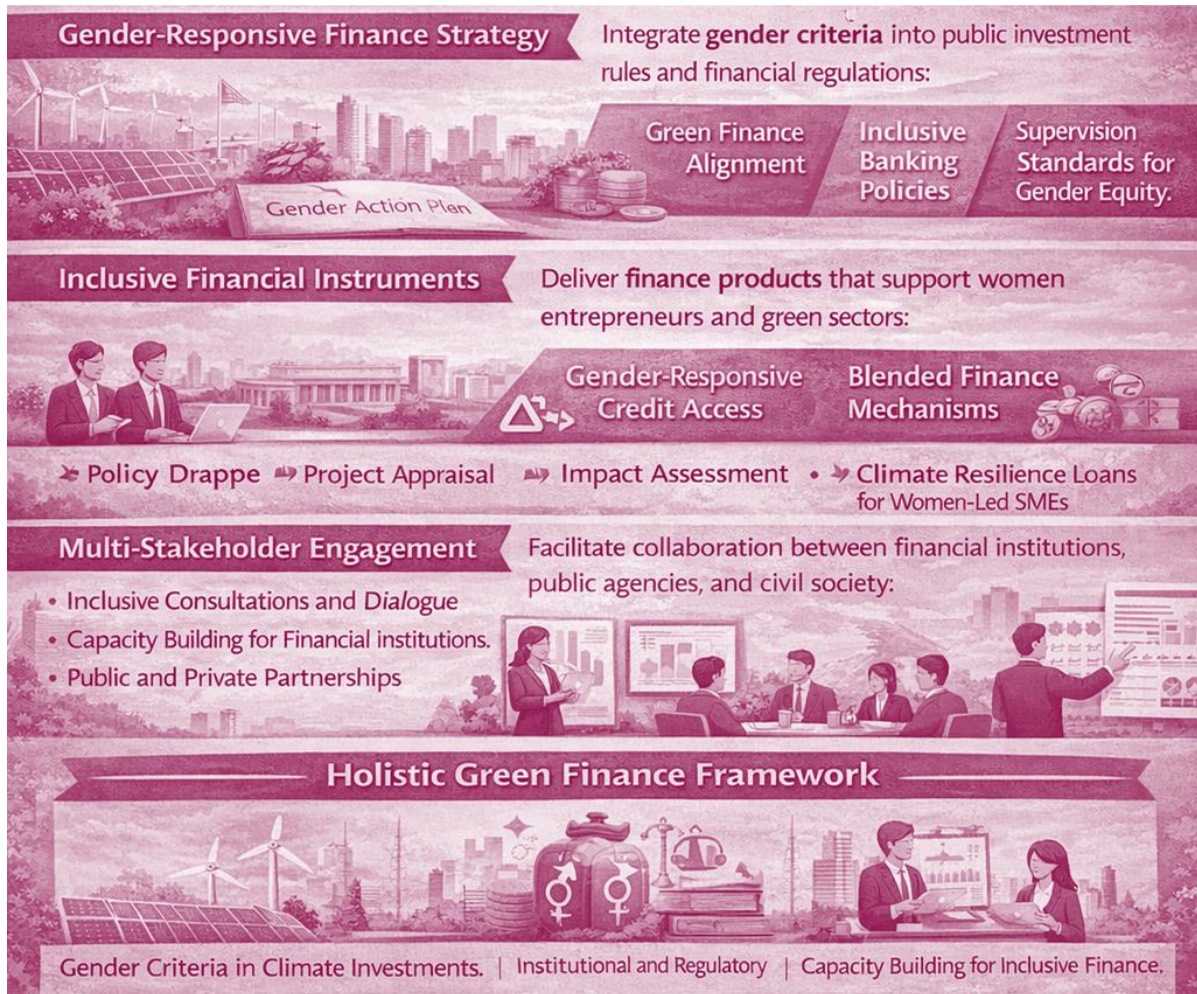 Gender-Responsive Finance Strategy
Integrate gender criteria into public investment
rules and financial regulations:
Green Finance
Alignment
Inclusive
Banking
Policies
Supervision
Standards for
Gender Equity.
Gender Action Plan
Inclusive Financial Instruments
Deliver finance products that support women
entrepreneurs and green sectors:
Gender-Responsive
Credit Access
Blended Finance
Mechanisms
Policy Drappe
Project Appraisal
Impact Assessment
• Climate Resilience Loans
for Women-Led SMEs
Multi-Stakeholder Engagement
Facilitate collaboration between financial institutions,
public agencies, and civil society:
• Inclusive Consultations and Dialogue
• Capacity Building for Financial institutions.
• Public and Private Partnerships
Holistic Green Finance Framework
Gender Criteria in Climate Investments. | Institutional and Regulatory | Capacity Building for Inclusive Finance.